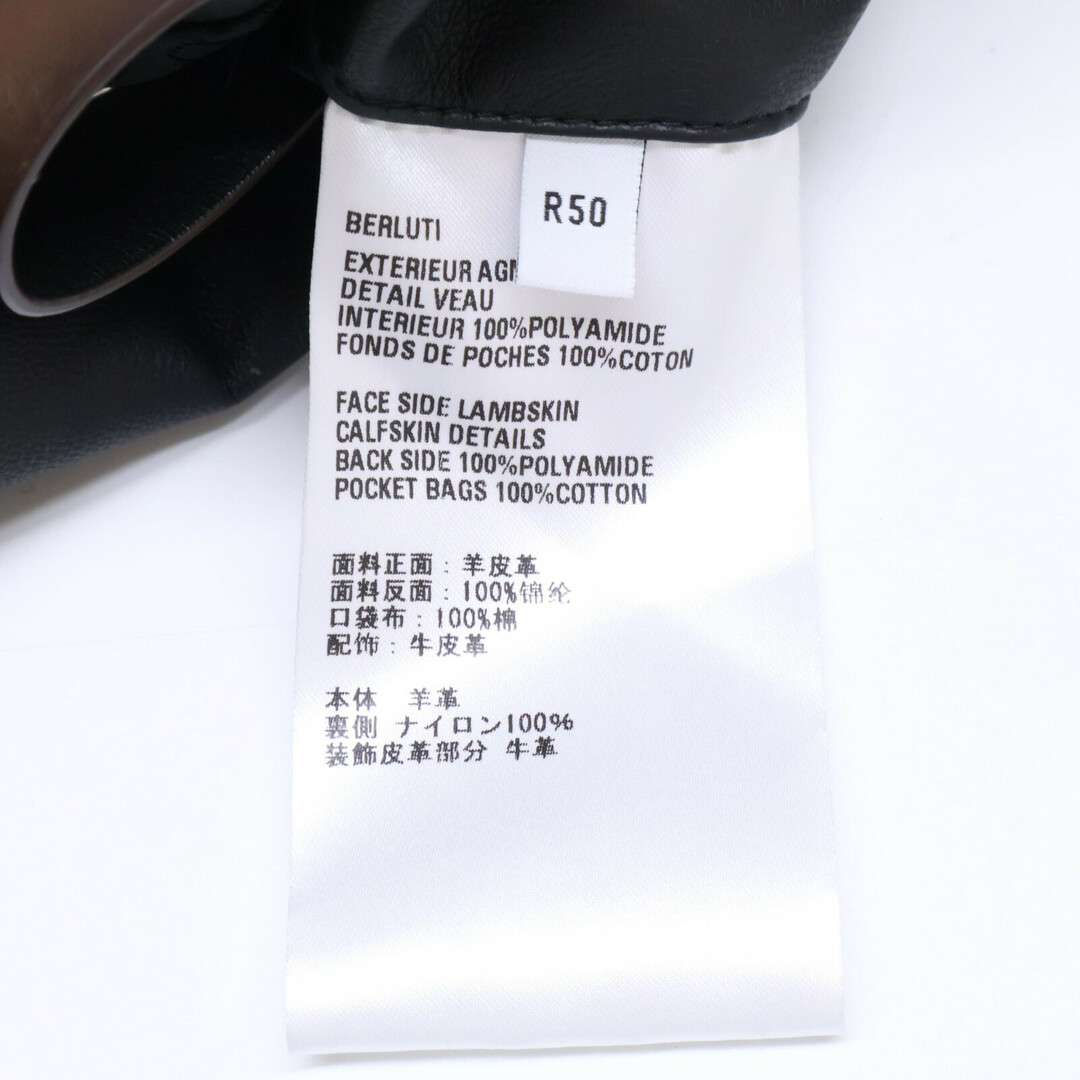 R50
BERLUTI
EXTERIEUR
DETAIL VEAU
INTERIEUR 100%POLYAMIDE
FONDS DE POCHES 100%COTON
FACE SIDE LAMBSKIN
CALFSKIN DETAILS
BACK SIDE 100%POLYAMIDE
POCKET BAGS 100%COTTON
面料正面：羊皮革
面料反面：100%锦纶
口袋布：100%棉
配饰：牛皮革
本体　羊革
裏側 ナイロン100%
装飾皮革部分 牛革